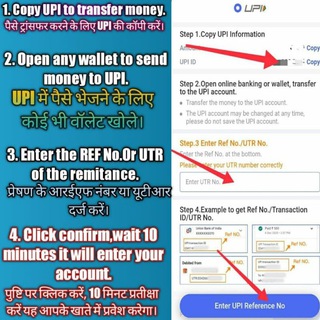 1. Copy UPI to transfer money.
पैसे ट्रांसफर करने के लिए UPI की कॉपी करें।
2. Open any wallet to send
money to UPI.
UPI में पैसे भेजने के लिए
कोई भी वॉलेट खोले।
3. Enter the REF No.Or UTR
of the remitance.
प्रेषण के आरईएफ नंबर या यूटीआर
दर्ज करें।
4. Click confirm,wait 10
minutes it will enter your
account.
पुष्टि पर क्लिक करें, 10 मिनट प्रतीक्षा
करें यह आपके खाते में प्रवेश करेगा।
UPI
Step 1.Copy UPI Information
Copy
UPI ID
Copy
Step 2.Open online banking or wallet, transfer
to the UPI account.
Transfer the money to the UPI account.
The UPI account may be changed at any time,
please do not save the UPI account.
Step.3 Enter Ref No./UTR No.
Enter the Ref No. at the bottom.
Please enter your UTR number correctly
Enter UTR No.
Step 4.Example to get Ref No./Transaction
ID/UTR No.
Ref NO.
Ref NO.
Debited from
Ref NO.
Enter UPI Reference No